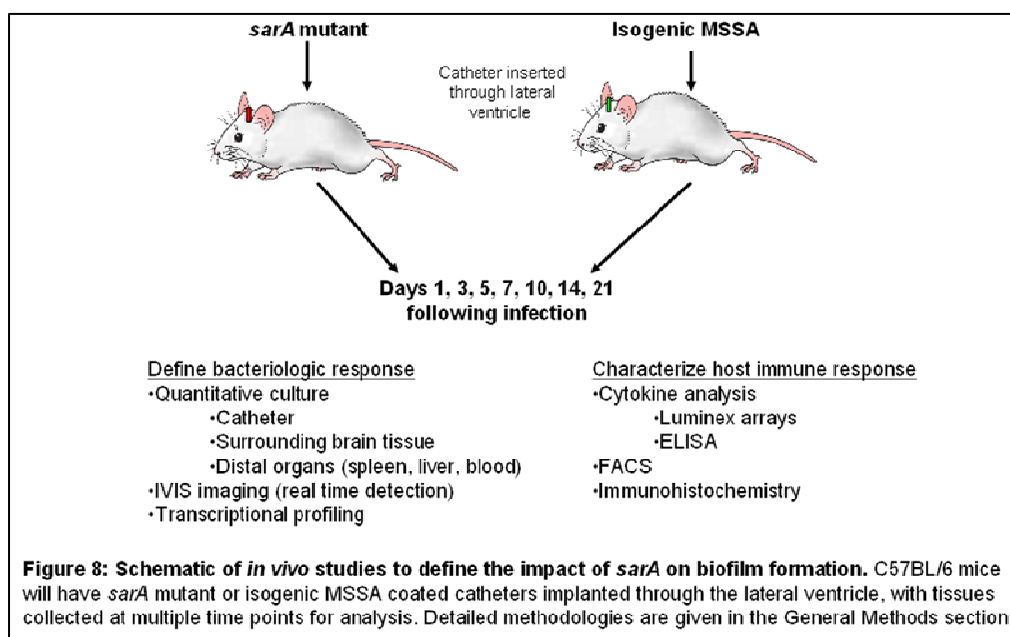 sarA mutant
Isogenic MSSA
Catheter inserted
through lateral
ventricle
Days 1, 3, 5, 7, 10, 14, 21
following infection
Define bacteriologic response
•Quantitative culture
•Catheter
•Surrounding brain tissue
•Distal organs (spleen, liver, blood)
•IVIS imaging (real time detection)
•Transcriptional profiling
Characterize host immune response
•Cytokine analysis
•Luminex arrays
•ELISA
•FACS
•Immunohistochemistry
Figure 8: Schematic of in vivo studies to define the impact of sarA on biofilm formation. C57BL/6 mice
will have sarA mutant or isogenic MSSA coated catheters implanted through the lateral ventricle, with tissues
collected at multiple time points for analysis. Detailed methodologies are given in the General Methods section